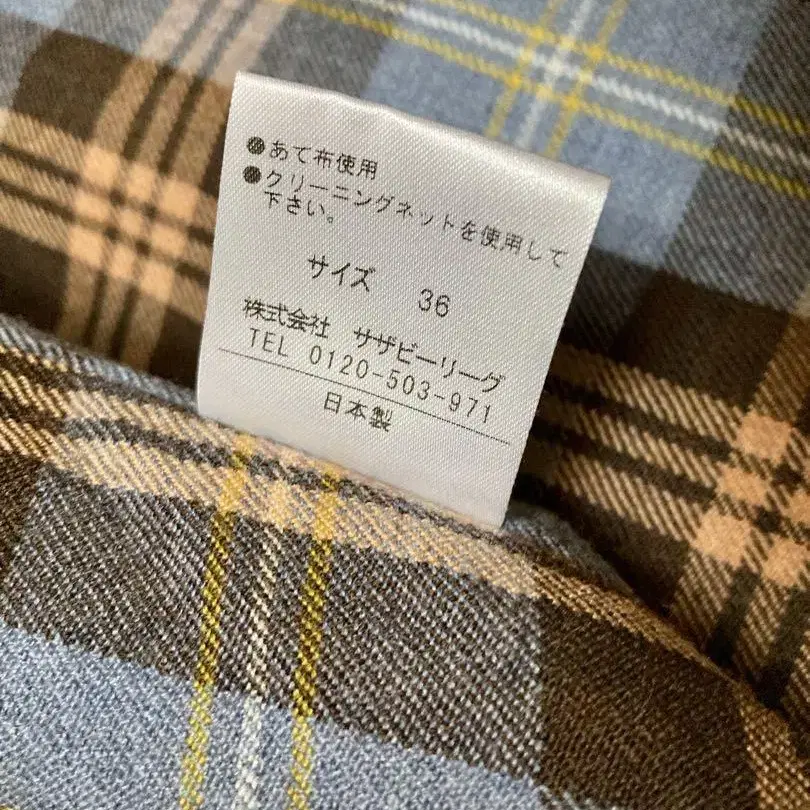 ●あて布使用
●クリーニングネットを使用して
下さい。
サイズ 36
株式会社 サザビーリーグ
TEL 0120-503-971
日本製